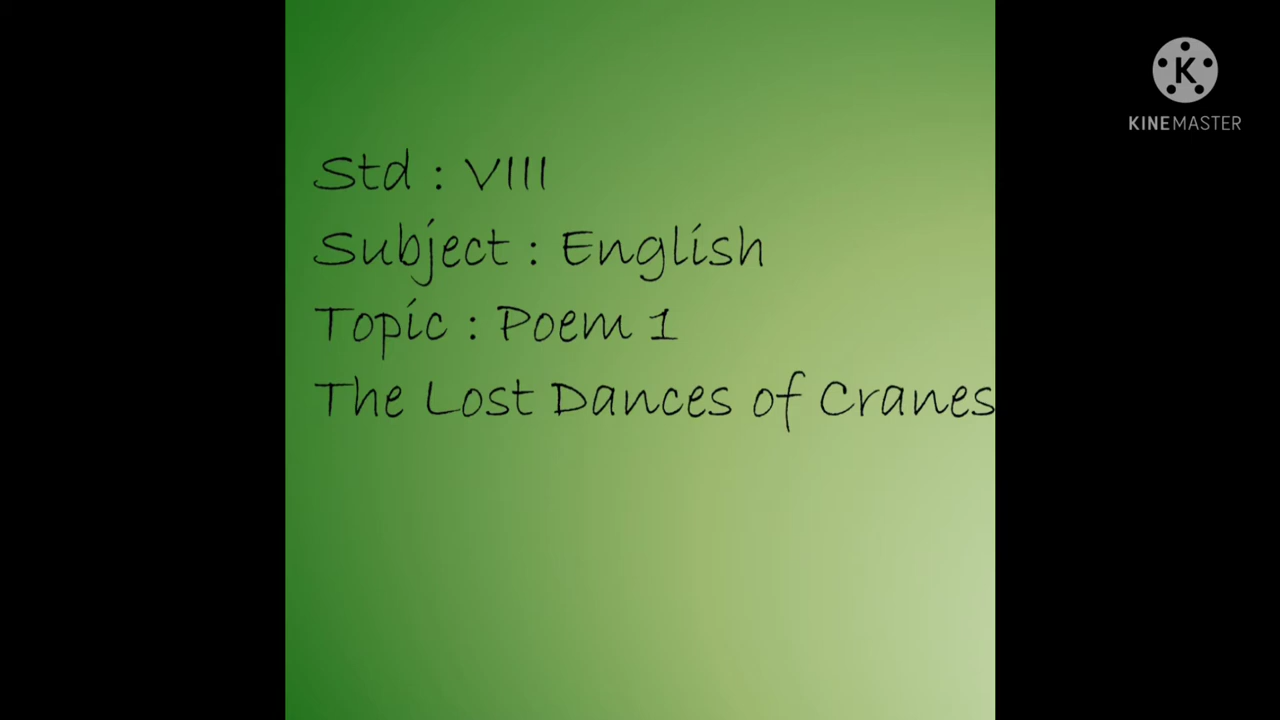 Std : VIII
Subject : English
Topic : Poem 1
The Lost Dances of Cranes
K
KINEMASTER